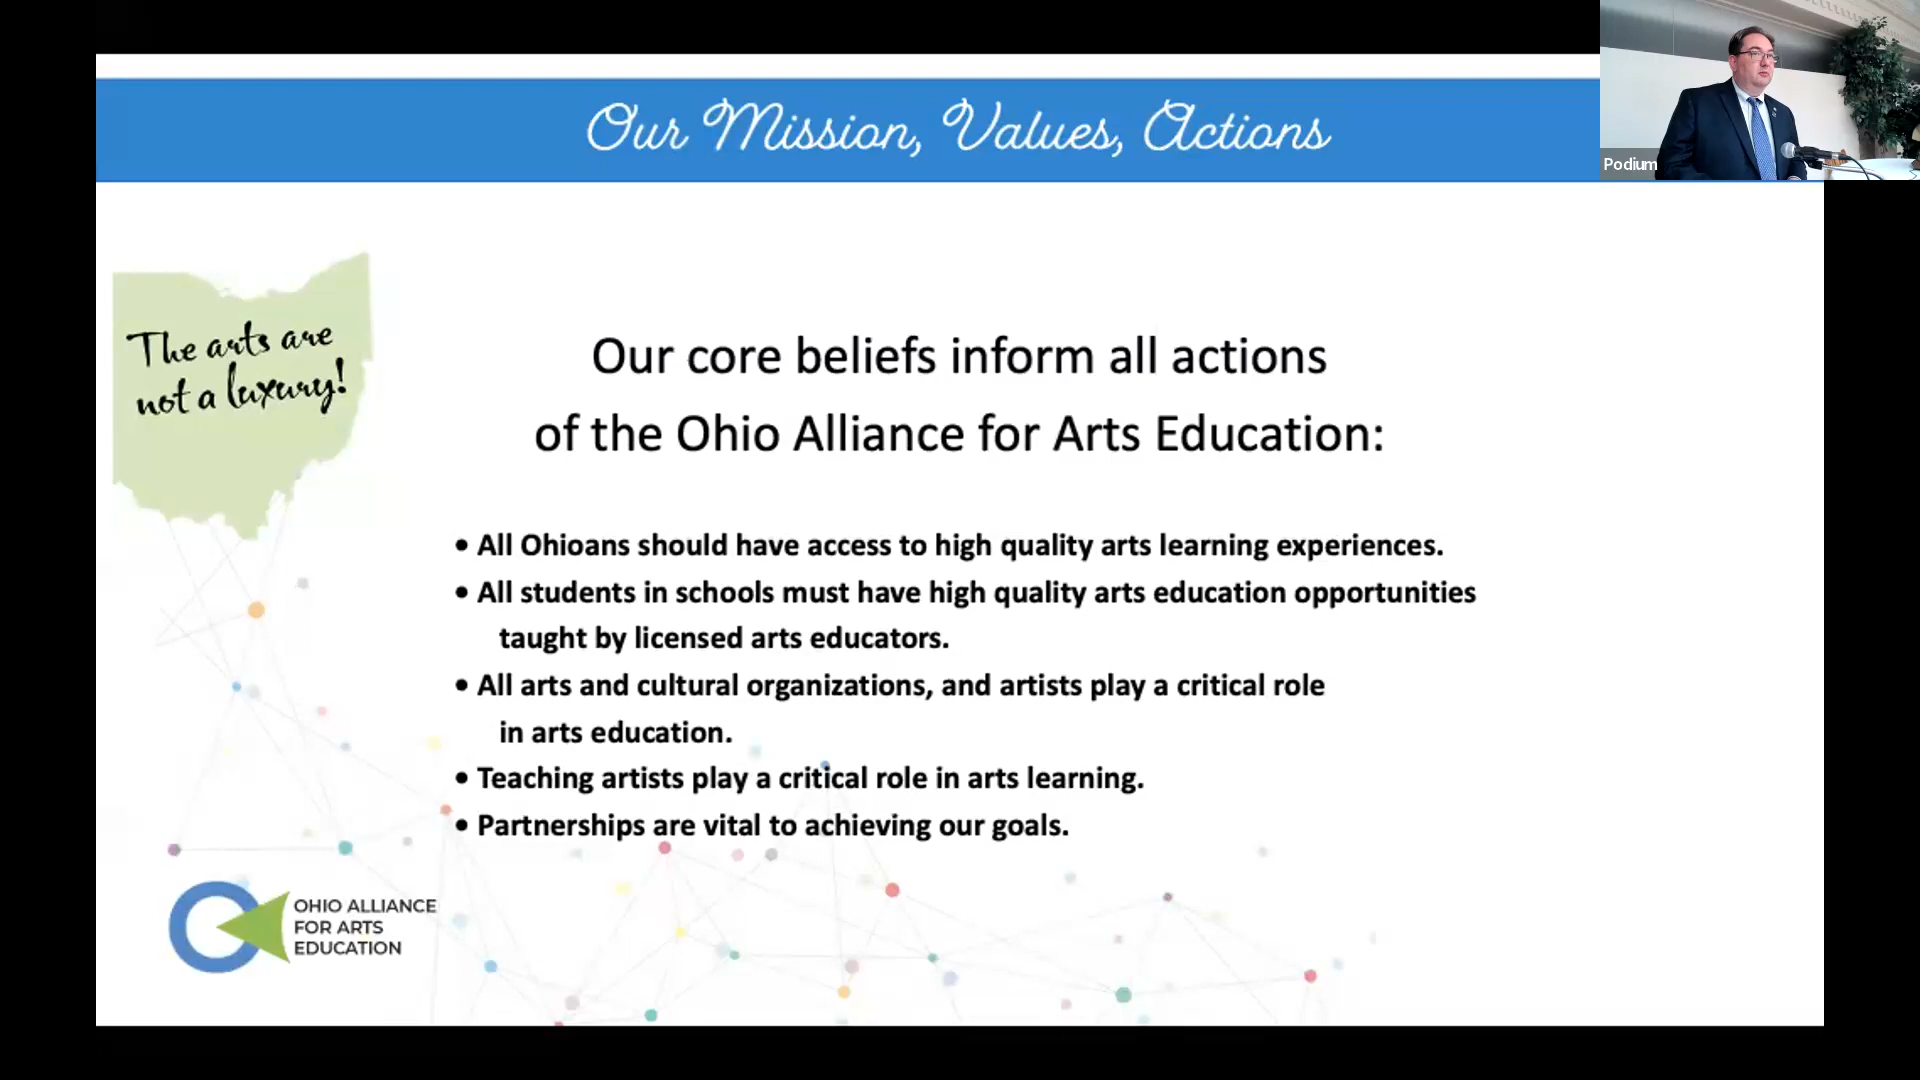 Our Mission, Values, Actions
Podium
The arts are
not a luxury!
Our core beliefs inform all actions
of the Ohio Alliance for Arts Education:
• All Ohioans should have access to high quality arts learning experiences.
• All students in schools must have high quality arts education opportunities
taught by licensed arts educators.
• All arts and cultural organizations, and artists play a critical role
in arts education.
• Teaching artists play a critical role in arts learning.
• Partnerships are vital to achieving our goals.
OHIO ALLIANCE
FOR ARTS
EDUCATION